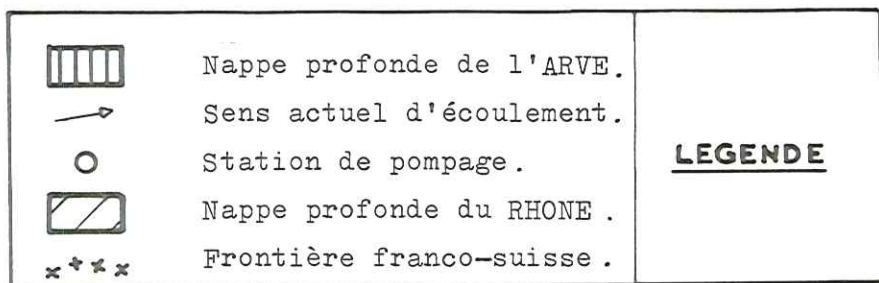 Nappe profonde de l'ARVE.
Sens actuel d'écoulement.
Station de pompage.
Nappe profonde du RHONE.
Frontière franco-suisse.
LEGENDE